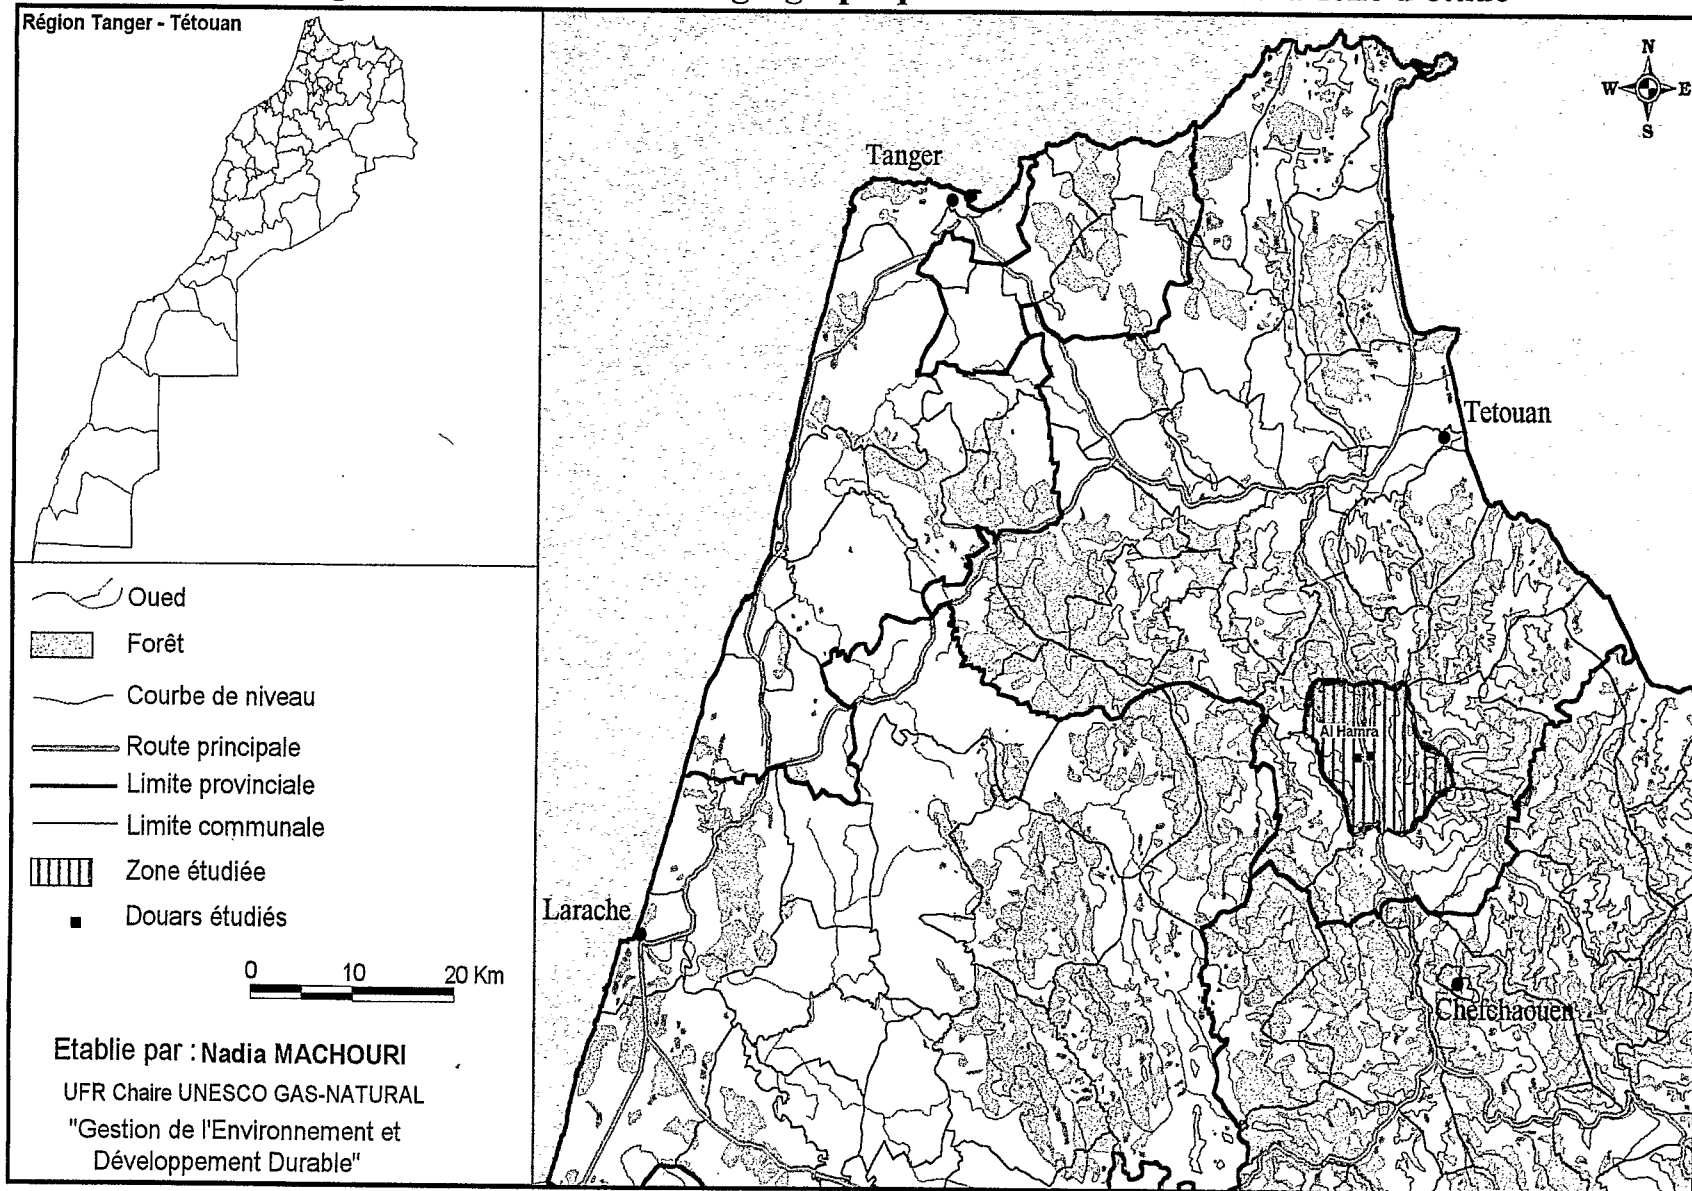 Région Tanger - Tétouan
N
W E
S
Tanger
Tetouan
Al Hamra
Larache
Chefchaouen
Oued
Forêt
Courbe de niveau
Route principale
Limite provinciale
Limite communale
Zone étudiée
Douars étudiés
0 10 20 Km
Etablie par : Nadia MACHOURI
UFR Chaire UNESCO GAS-NATURAL
"Gestion de l'Environnement et
Développement Durable"